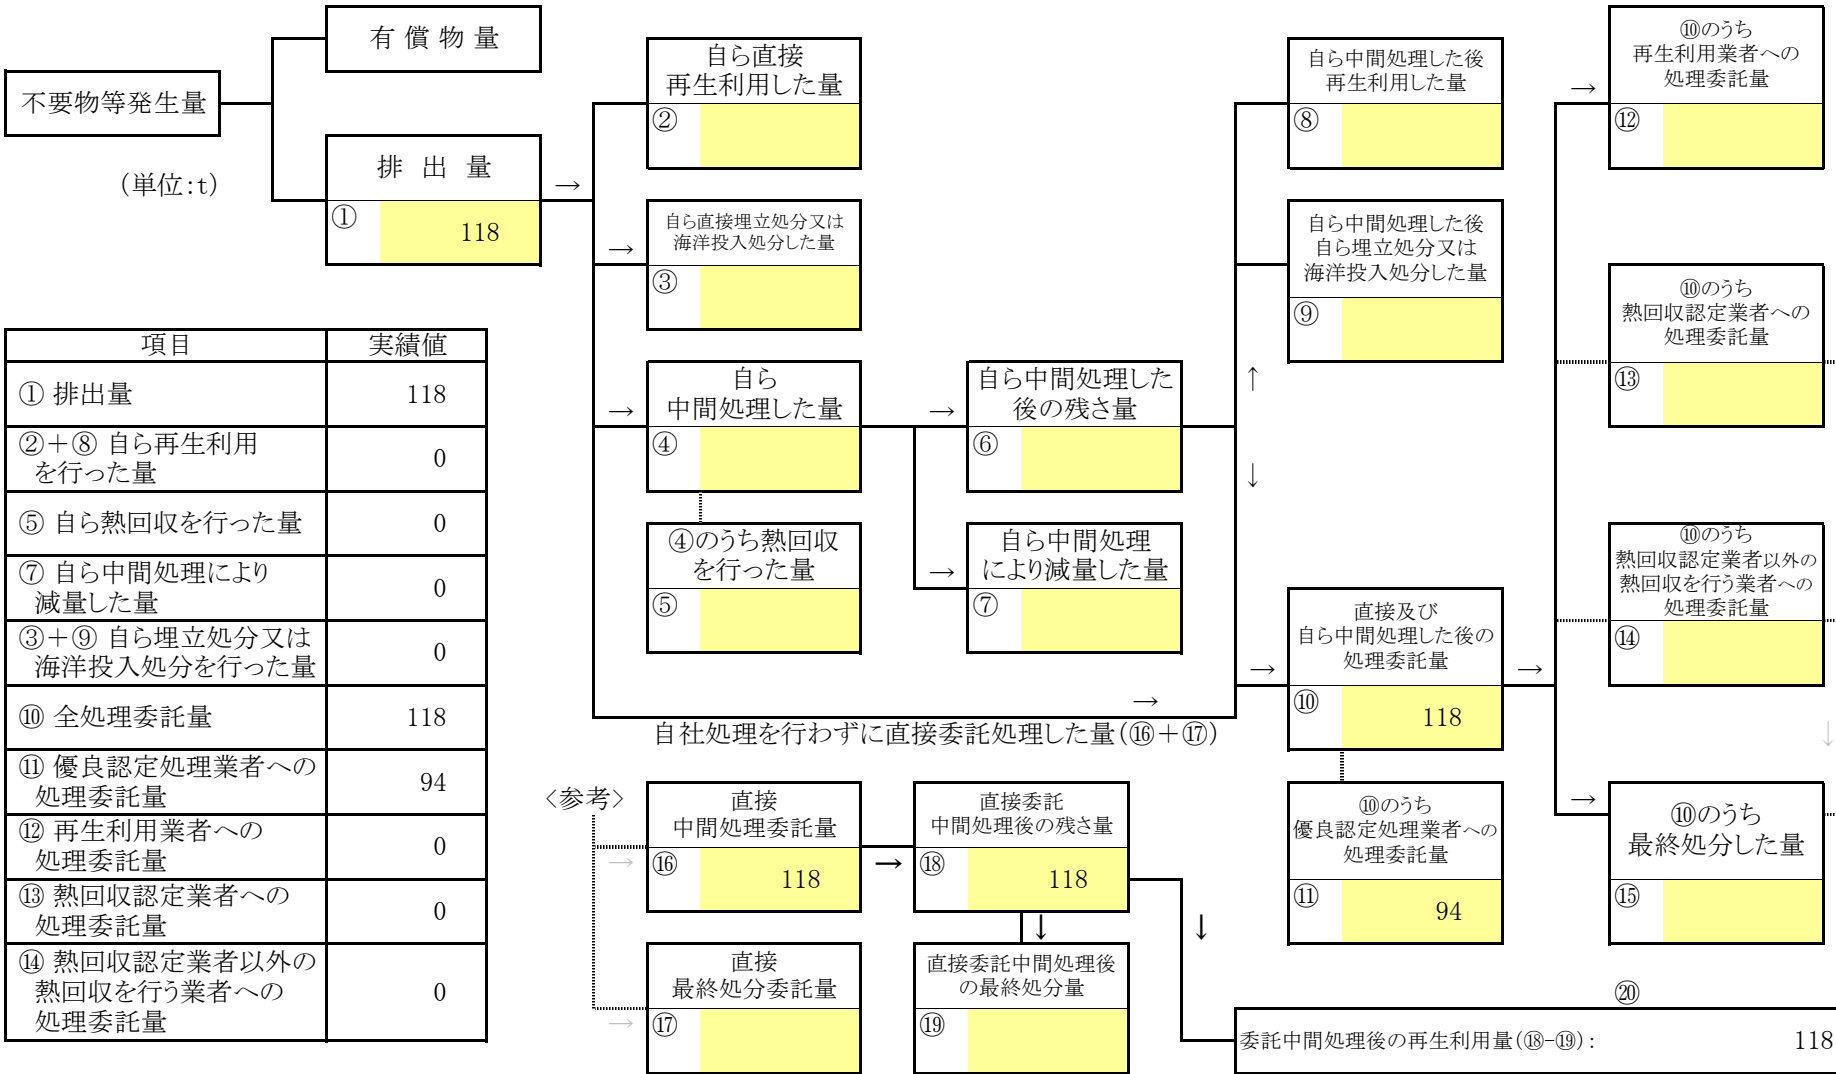 不要物等発生量
(単位:t)
有 償 物 量
排 出 量
①
118
→
自ら直接
再生利用した量
②
→
自ら直接埋立処分又は
海洋投入処分した量
③
→
自ら
中間処理した量
④
④のうち熱回収
を行った量
⑤
→
自ら中間処理した
後の残さ量
⑥
→
自ら中間処理
により減量した量
⑦
↑
↓
自ら中間処理した後
再生利用した量
⑧
自ら中間処理した後
自ら埋立処分又は
海洋投入処分した量
⑨
→
自社処理を行わずに直接委託処理した量(⑯+⑰)
→
直接及び
自ら中間処理した後の
処理委託量
⑩
118
→
⑩のうち
優良認定処理業者への
処理委託量
⑪
94
→
⑩のうち
再生利用業者への
処理委託量
⑫
⑩のうち
熱回収認定業者への
処理委託量
⑬
⑩のうち
熱回収認定業者以外の
熱回収を行う業者への
処理委託量
⑭
↓
→
⑩のうち
最終処分した量
⑮
項目 実績値
① 排出量 118
②+⑧ 自ら再生利用
を行った量 0
⑤ 自ら熱回収を行った量 0
⑦ 自ら中間処理により
減量した量 0
③+⑨ 自ら埋立処分又は
海洋投入処分を行った量 0
⑩ 全処理委託量 118
⑪ 優良認定処理業者への
処理委託量 94
⑫ 再生利用業者への
処理委託量 0
⑬ 熱回収認定業者への
処理委託量 0
⑭ 熱回収認定業者以外の
熱回収を行う業者への
処理委託量 0
〈参考〉
→
直接
中間処理委託量
⑯
118
→
直接委託
中間処理後の残さ量
⑱
118
→
直接
最終処分委託量
⑰
↓
直接委託中間処理後
の最終処分量
⑲
↓
⑳
委託中間処理後の再生利用量(⑱-⑲): 118